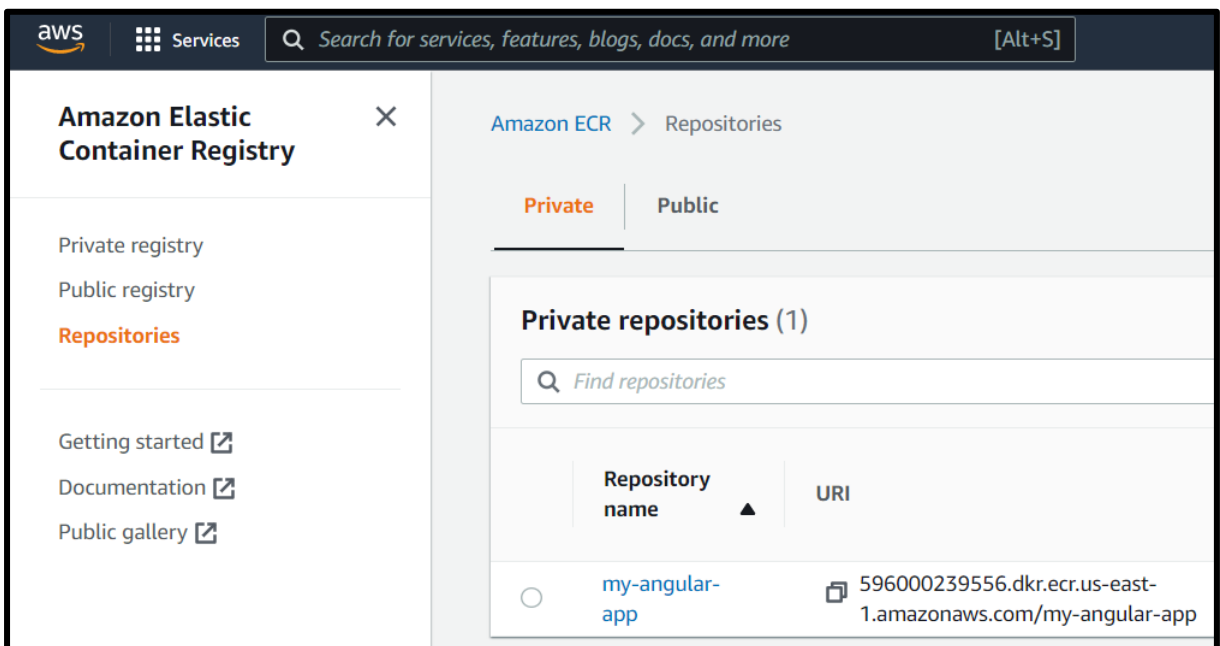 aws
Services
Search for services, features, blogs, docs, and more
[Alt+S]
Amazon Elastic
Container Registry
Private registry
Public registry
Repositories
Getting started
Documentation
Public gallery
Amazon ECR > Repositories
Private
Public
Private repositories (1)
Find repositories
Repository
name
URI
my-angular-
app
596000239556.dkr.ecr.us-east-
1.amazonaws.com/my-angular-app